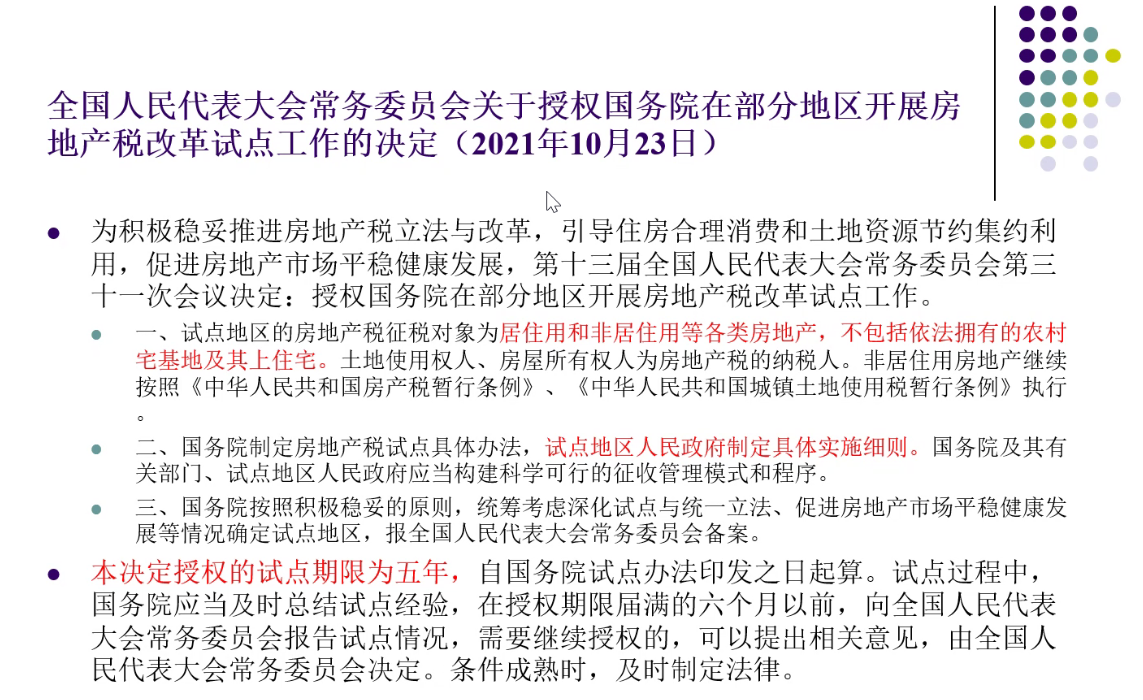 全国人民代表大会常务委员会关于授权国务院在部分地区开展房
地产税改革试点工作的决定（2021年10月23日）
为积极稳妥推进房地产税立法与改革，引导住房合理消费和土地资源节约集约利
用，促进房地产市场平稳健康发展，第十三届全国人民代表大会常务委员会第三
十一次会议决定：授权国务院在部分地区开展房地产税改革试点工作。
一、试点地区的房地产税征税对象为居住用和非居住用等各类房地产，不包括依法拥有的农村
宅基地及其上住宅。土地使用权人、房屋所有权人为房地产税的纳税人。非居住用房地产继续
按照《中华人民共和国房产税暂行条例》、《中华人民共和国城镇土地使用税暂行条例》执行
。
二、国务院制定房地产税试点具体办法，试点地区人民政府制定具体实施细则。国务院及其有
关部门、试点地区人民政府应当构建科学可行的征收管理模式和程序。
三、国务院按照积极稳妥的原则，统筹考虑深化试点与统一立法、促进房地产市场平稳健康发
展等情况确定试点地区，报全国人民代表大会常务委员会备案。
本决定授权的试点期限为五年，自国务院试点办法印发之日起算。试点过程中，
国务院应当及时总结试点经验，在授权期限届满的六个月以前，向全国人民代表
大会常务委员会报告试点情况，需要继续授权的，可以提出相关意见，由全国人
民代表大会常务委员会决定。条件成熟时，及时制定法律。